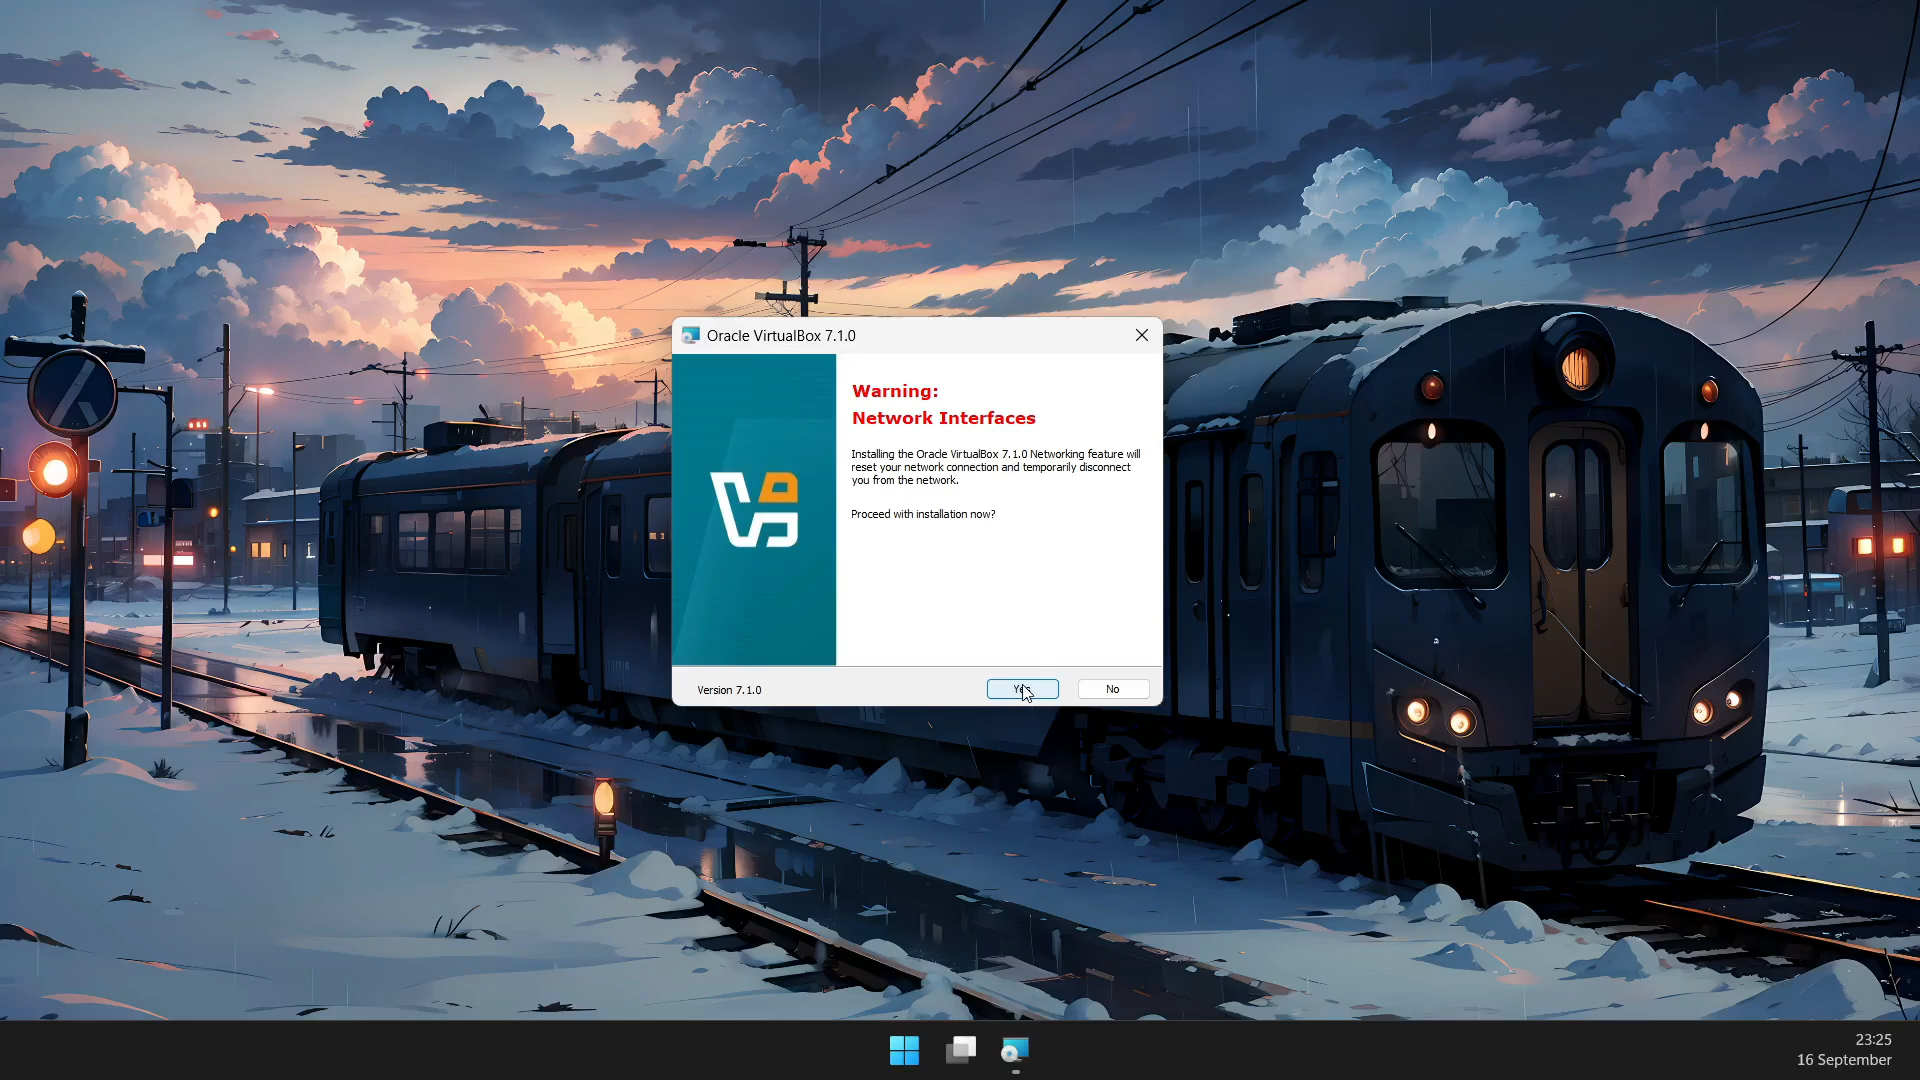 Oracle VirtualBox 7.1.0
Warning:
Network Interfaces
Installing the Oracle VirtualBox 7.1.0 Networking feature will
reset your network connection and temporarily disconnect
you from the network.
Proceed with installation now?
Version 7.1.0
Yes
No
23:25
16 September